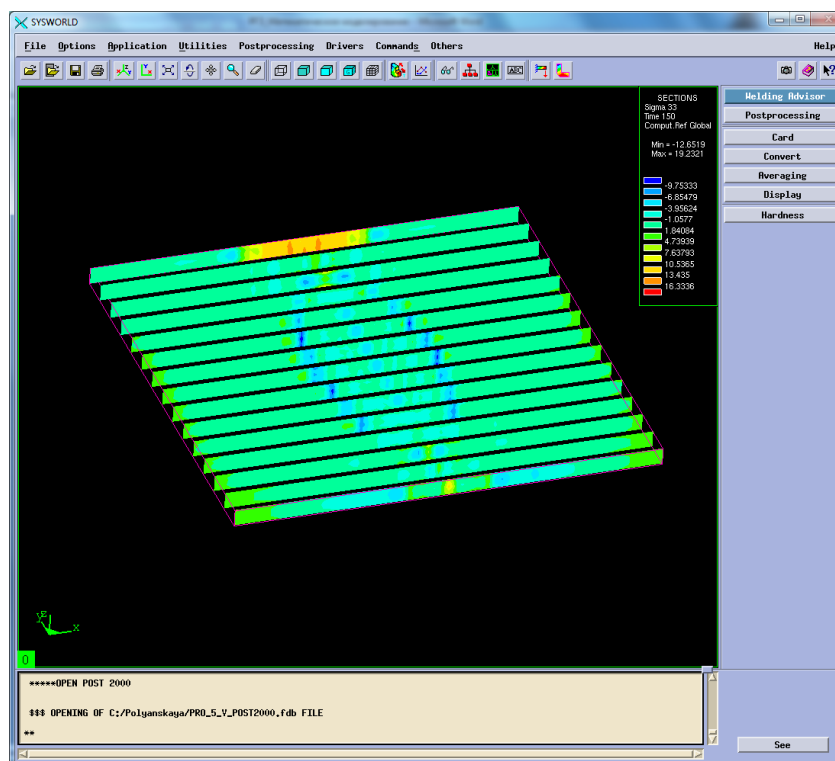 SYSWORLD
File Options Application Utilities Postprocessing Drivers Commands Others Help
ABC
Welding Advisor
Postprocessing
Card
Convert
Averaging
Display
Hardness
SECTIONS
Sigma 33
Time 150
Comput.Ref Global
Min = -12.6519
Max = 19.2321
-9.75333
-6.85479
-3.95624
-1.0577
1.84084
4.73939
7.63793
10.5365
13.435
16.3336
z
y
x
0
*****OPEN POST 2000
$$$ OPENING OF C:/Polyanskaya/PRO_5_V_POST2000.fdb FILE
**
See